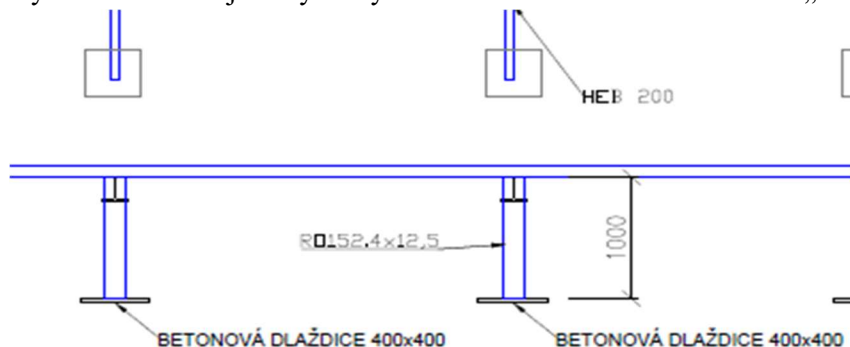 HEB 200
RO152.4x12,5
1000
BETONOVÁ DLAŽDICE 400x400
BETONOVÁ DLAŽDICE 400x400